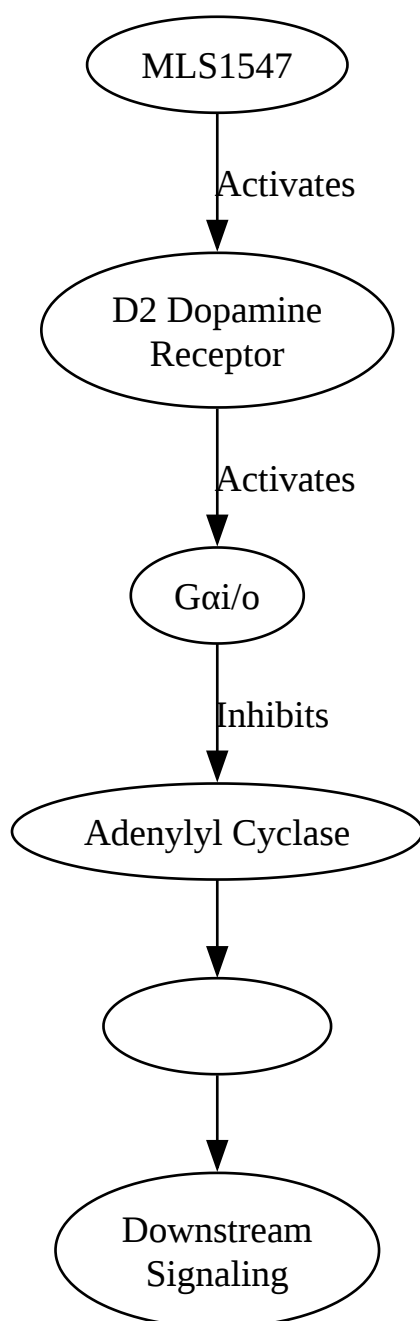 MLS1547
Activates
D2 Dopamine
Receptor
Activates
Gαi/o
Inhibits
Adenylyl Cyclase
Downstream
Signaling